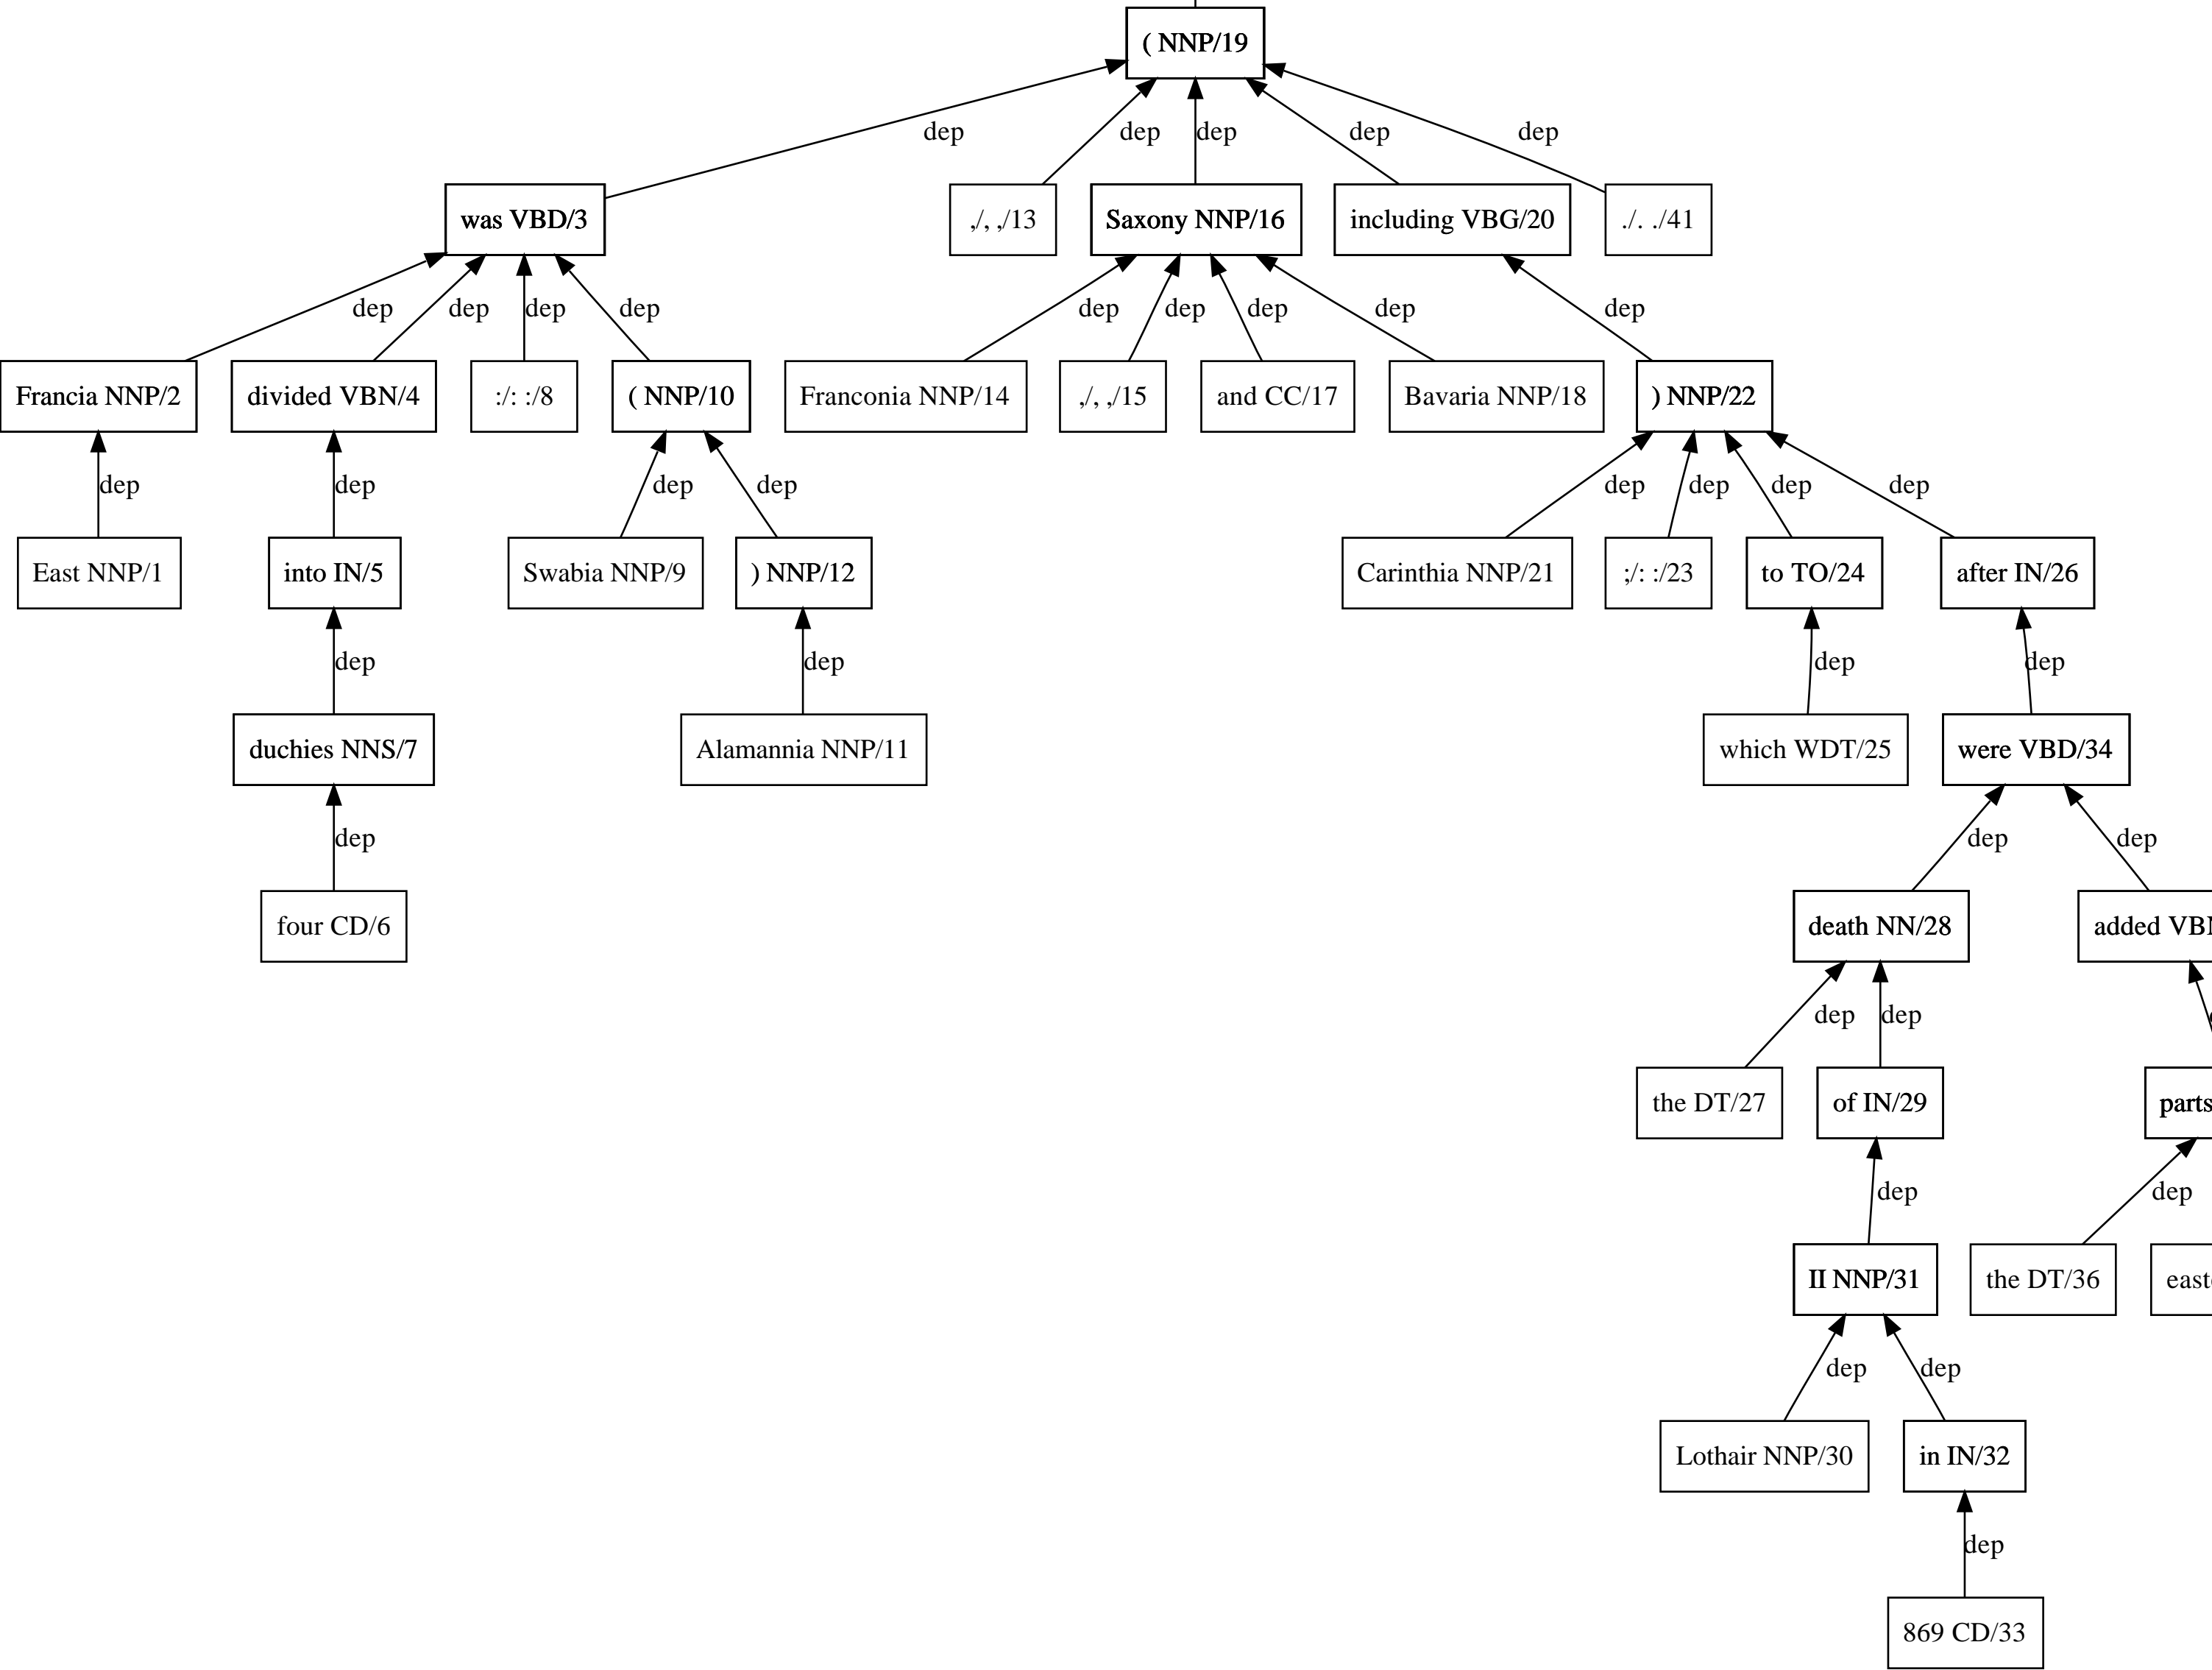 ( NNP/19
dep dep dep dep dep
was VBD/3 ,/, ,/13 Saxony NNP/16 including VBG/20 ./. ./41
dep dep dep dep dep dep dep dep dep
Francia NNP/2 divided VBN/4 :/: :/8 ( NNP/10 Franconia NNP/14 ,/, ,/15 and CC/17 Bavaria NNP/18 ) NNP/22
dep dep dep dep dep dep dep dep
East NNP/1 into IN/5 Swabia NNP/9 ) NNP/12 Carinthia NNP/21 ;/: :/23 to TO/24 after IN/26
dep dep dep dep
duchies NNS/7 Alamannia NNP/11 which WDT/25 were VBD/34
dep dep dep
four CD/6 death NN/28 added
dep dep
the DT/27 of IN/29 parts
dep dep
II NNP/31 the DT/36
dep dep
Lothair NNP/30 in IN/32
dep
869 CD/33